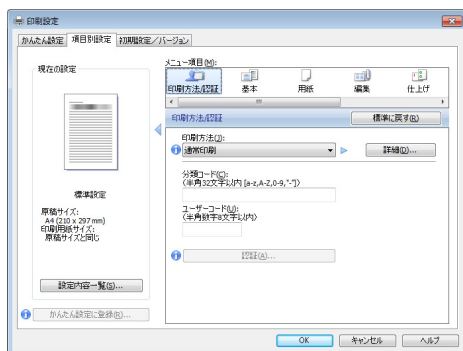 印刷設定
かんたん設定 項目別設定 初期設定／バージョン
現在の設定
標準設定
原稿サイズ:
A4 (210 x 297 mm)
印刷用紙サイズ:
原稿サイズと同じ
設定内容一覧(S)...
かんたん設定に登録(R)...
メニュー項目(M):
印刷方法/認証 基本 用紙 編集 仕上げ
印刷方法/認証 標準に戻す(R)
印刷方法(J):
通常印刷 詳細(D)...
分類コード(C):
(半角32文字以内 [a-z,A-Z,0-9,"-"])
ユーザーコード(U):
(半角数字8文字以内)
認証(A)...
OK キャンセル ヘルプ